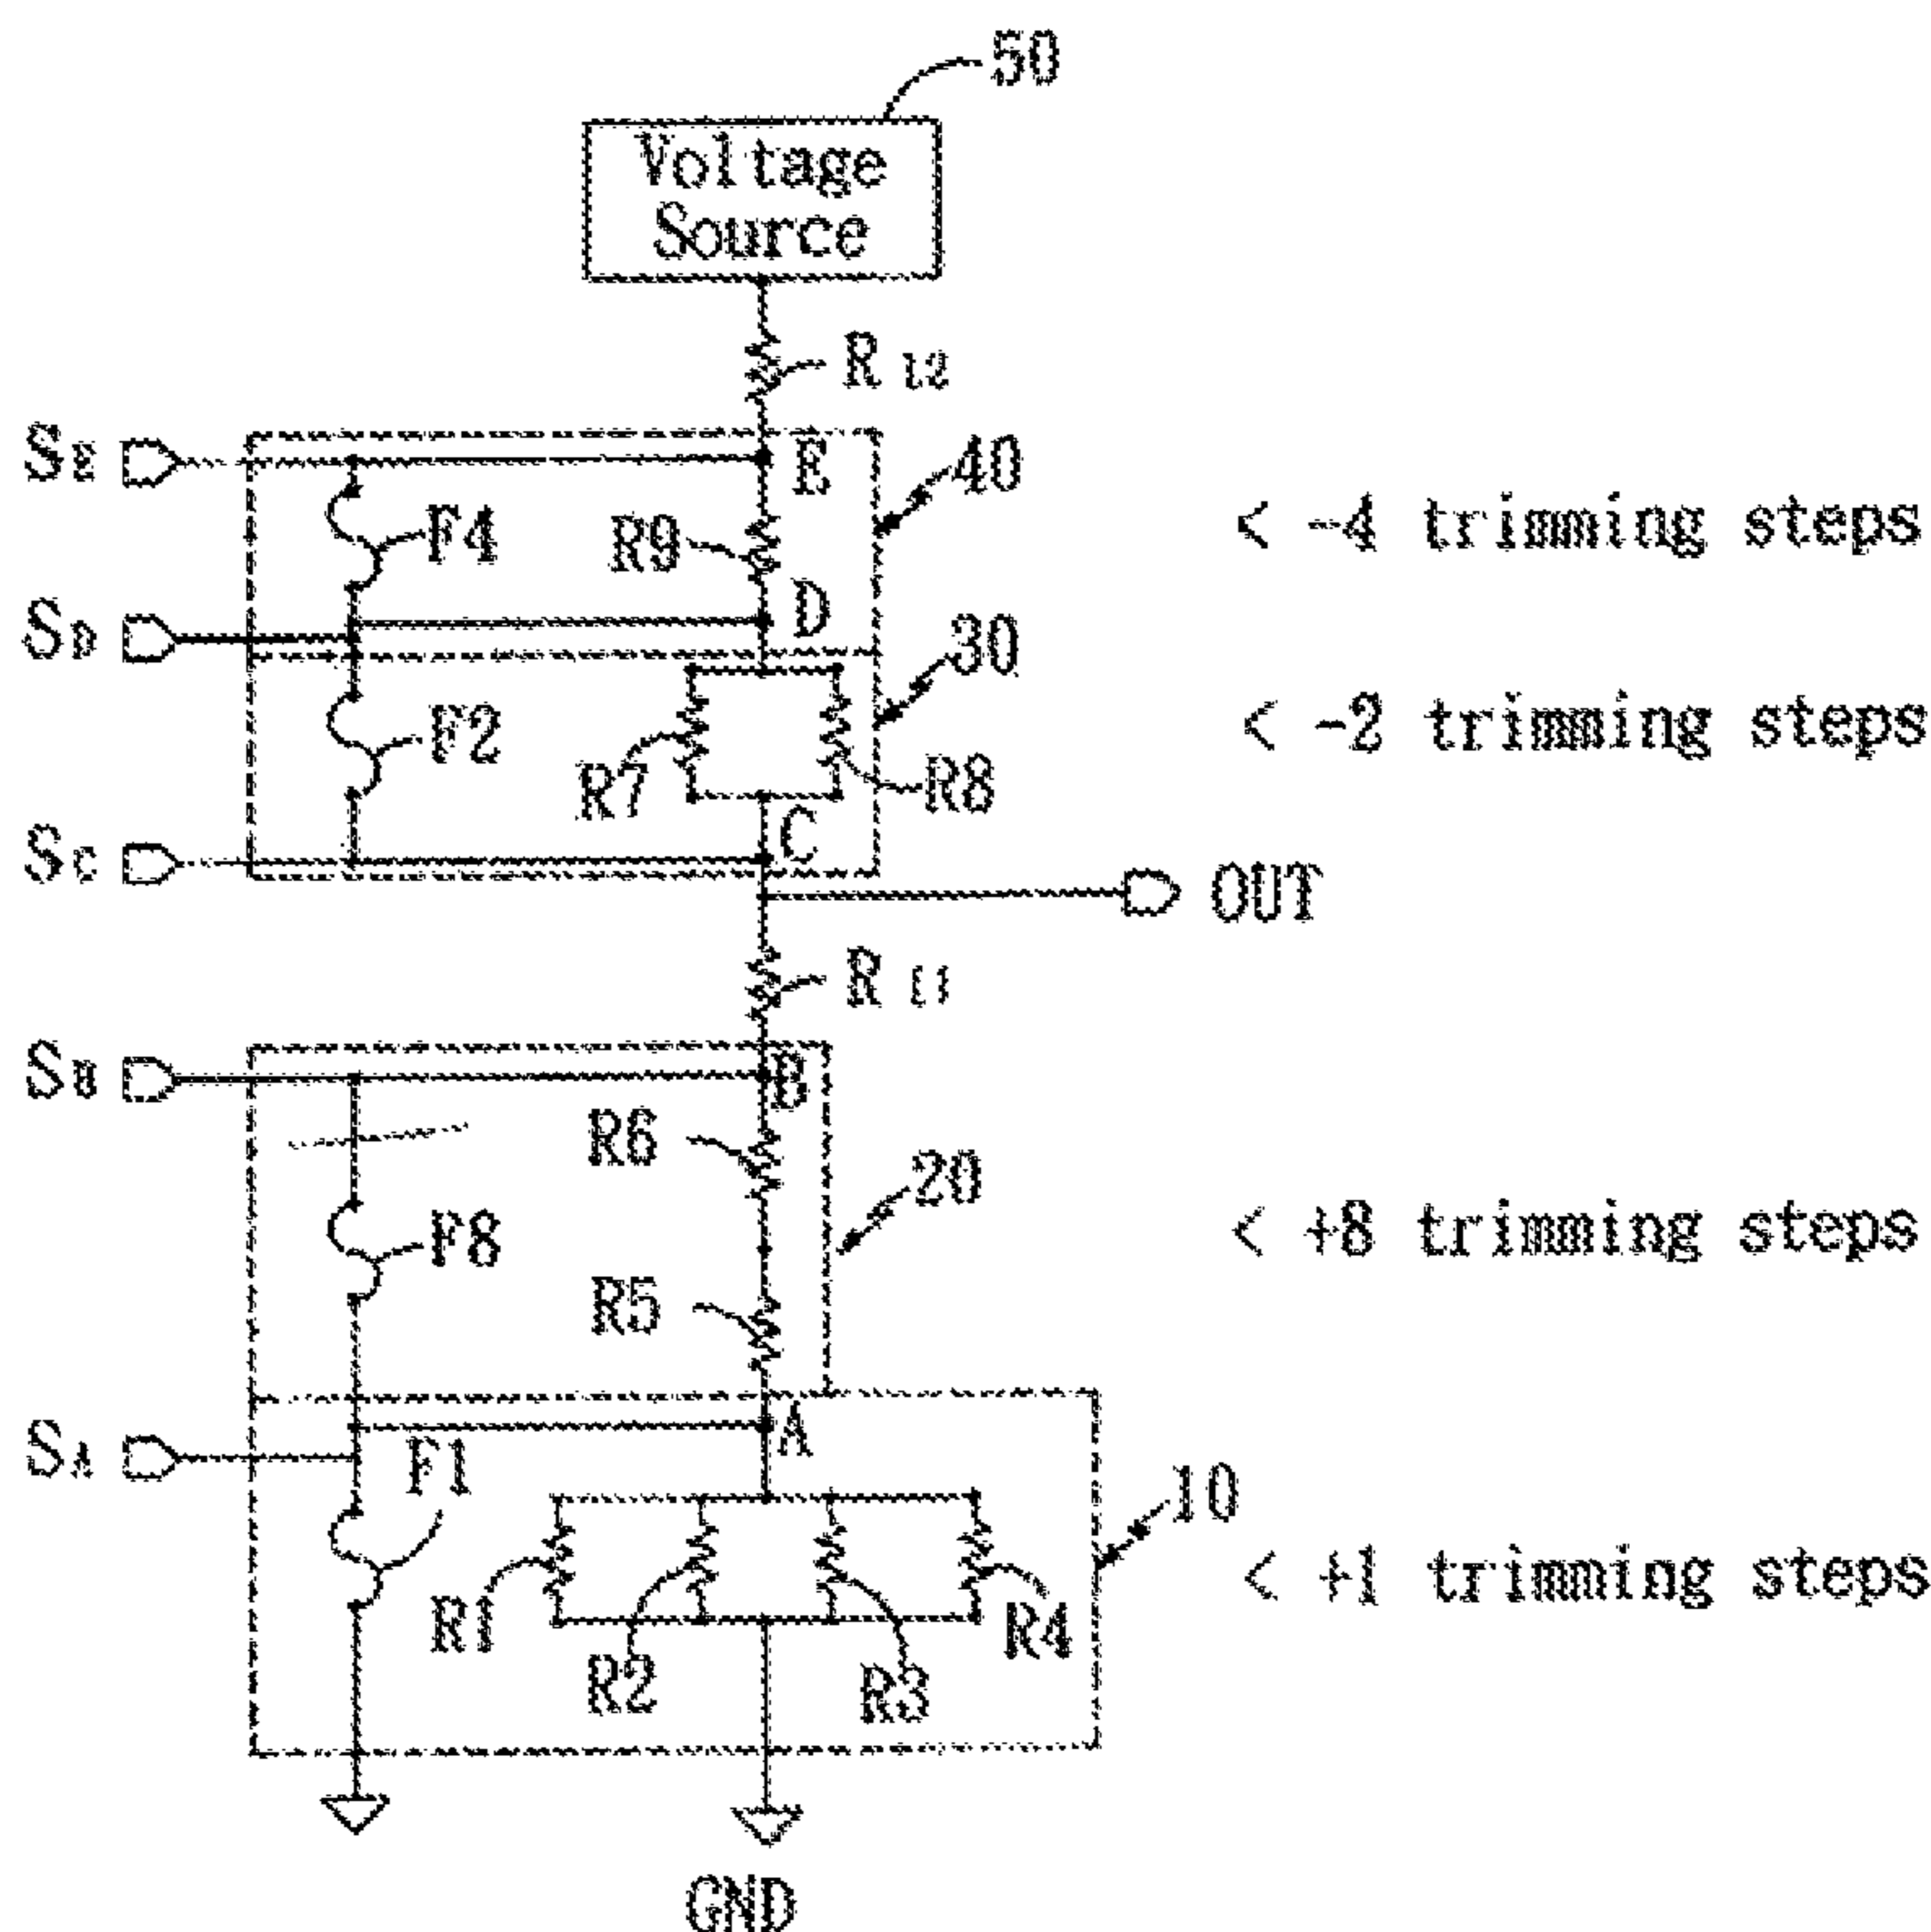 50
Voltage
Source
R 12
SE
E
40
F4
R9
< -4 trimming steps
SD
D
30
F2
R7
R8
< -2 trimming steps
SC
C
OUT
R 11
SB
B
R6
20
F8
< +8 trimming steps
R5
SA
A
F1
10
R1
R2
R3
R4
< +1 trimming steps
GND